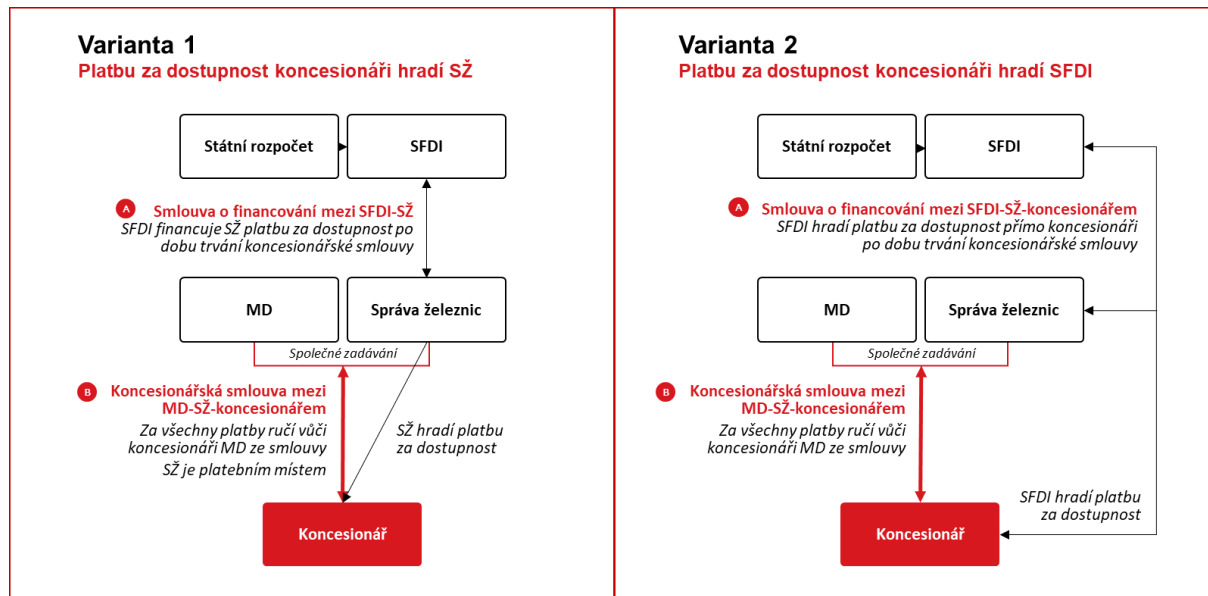 Varianta 1
Platbu za dostupnost koncesionáři hradí SŽ
Státní rozpočet
SFDI
A
Smlouva o financování mezi SFDI-SŽ
SFDI financuje SŽ platbu za dostupnost po
dobu trvání koncesionářské smlouvy
MD
Správa železnic
Společné zadávání
B
Koncesionářská smlouva mezi
MD-SŽ-koncesionářem
Za všechny platby ručí vůči
koncesionáři MD ze smlouvy
SŽ je platebním místem
SŽ hradí platbu
za dostupnost
Koncesionář
Varianta 2
Platbu za dostupnost koncesionáři hradí SFDI
Státní rozpočet
SFDI
A
Smlouva o financování mezi SFDI-SŽ-koncesionářem
SFDI hradí platbu za dostupnost přímo koncesionáři
po dobu trvání koncesionářské smlouvy
MD
Správa železnic
Společné zadávání
B
Koncesionářská smlouva mezi
MD-SŽ-koncesionářem
Za všechny platby ručí vůči
koncesionáři MD ze smlouvy
SFDI hradí platbu
za dostupnost
Koncesionář